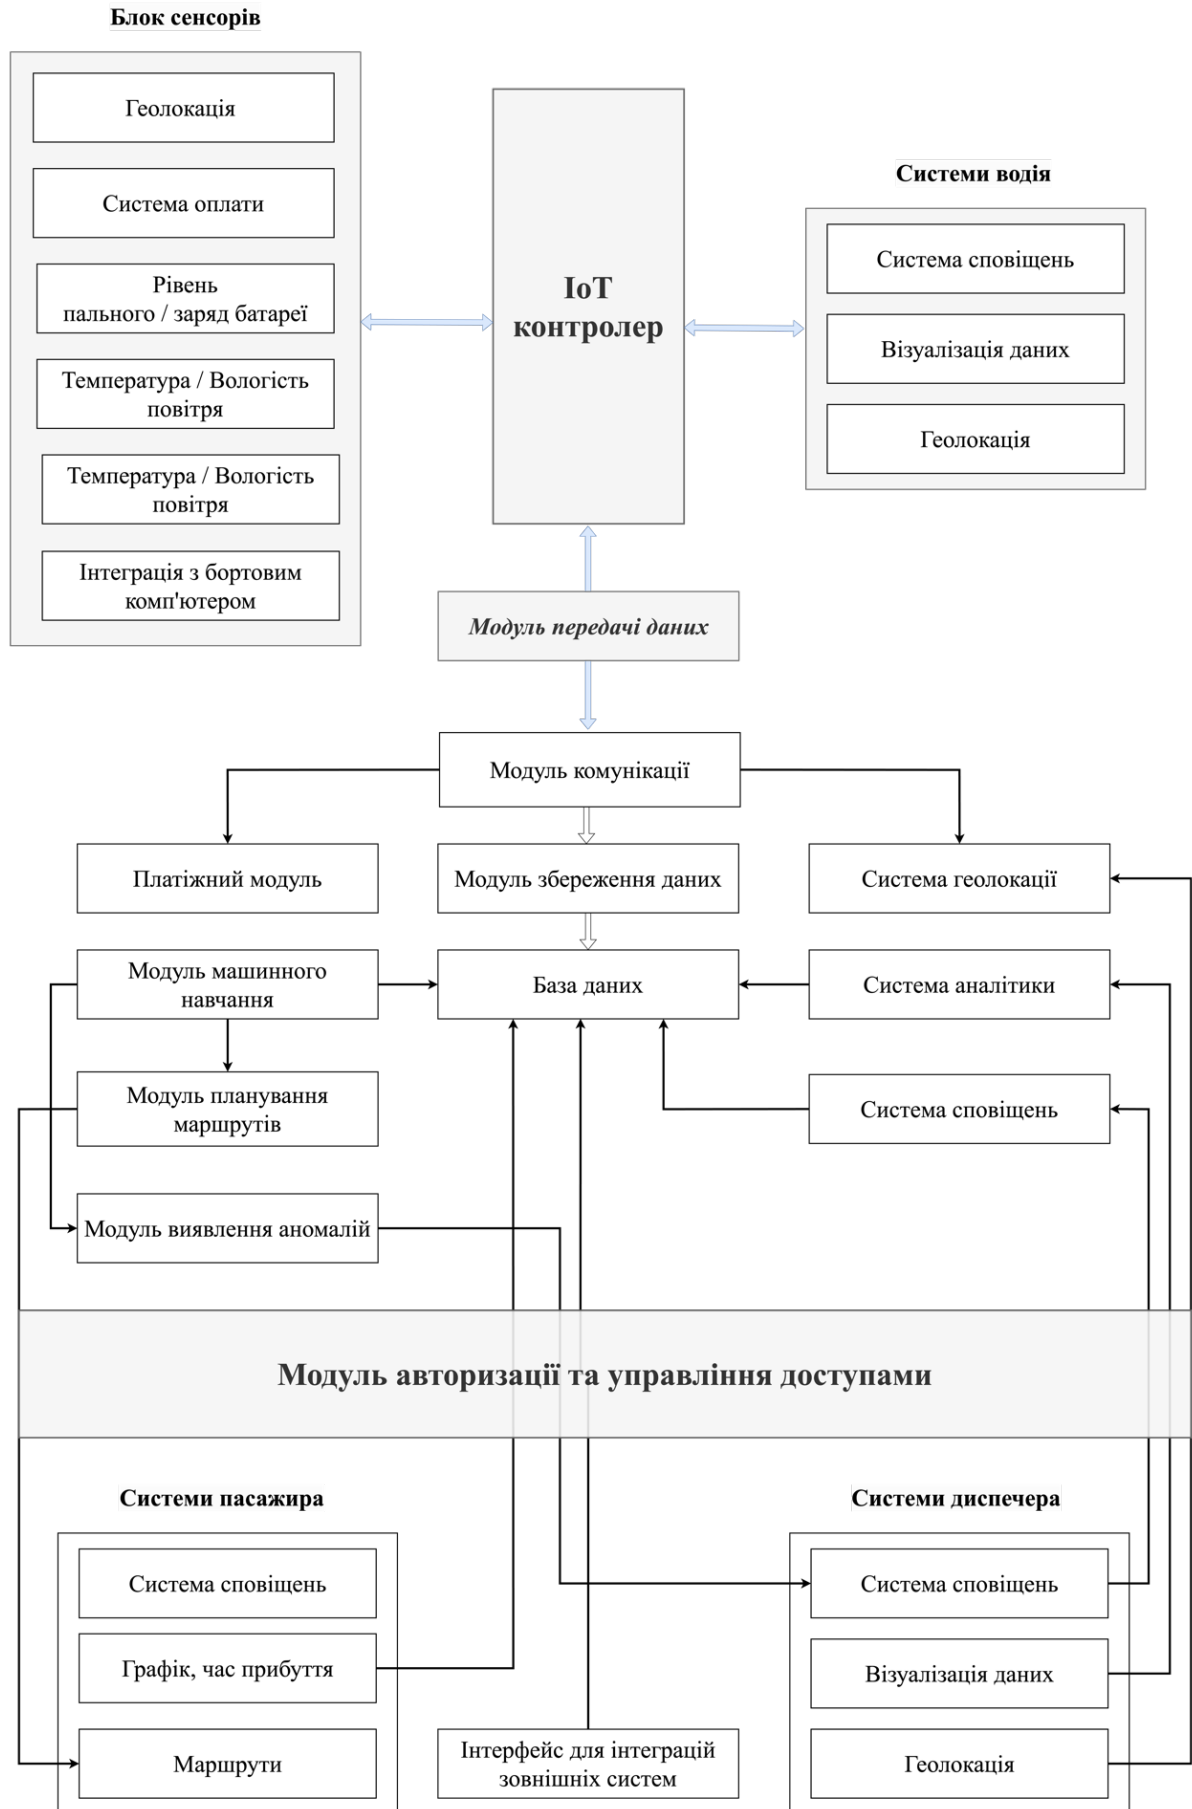 Блок сенсорів
Геолокація
Система оплати
Рівень
пального / заряд батареї
Температура / Вологість
повітря
Температура / Вологість
повітря
Інтеграція з бортовим
комп'ютером
IoT
контролер
Системи водія
Система сповіщень
Візуалізація даних
Геолокація
Модуль передачі даних
Модуль комунікації
Платіжний модуль
Модуль збереження даних
Система геолокації
Модуль машинного
навчання
База даних
Система аналітики
Модуль планування
маршрутів
Система сповіщень
Модуль виявлення аномалій
Модуль авторизації та управління доступами
Системи пасажира
Система сповіщень
Графік, час прибуття
Маршрути
Інтерфейс для інтеграцій
зовнішніх систем
Системи диспечера
Система сповіщень
Візуалізація даних
Геолокація